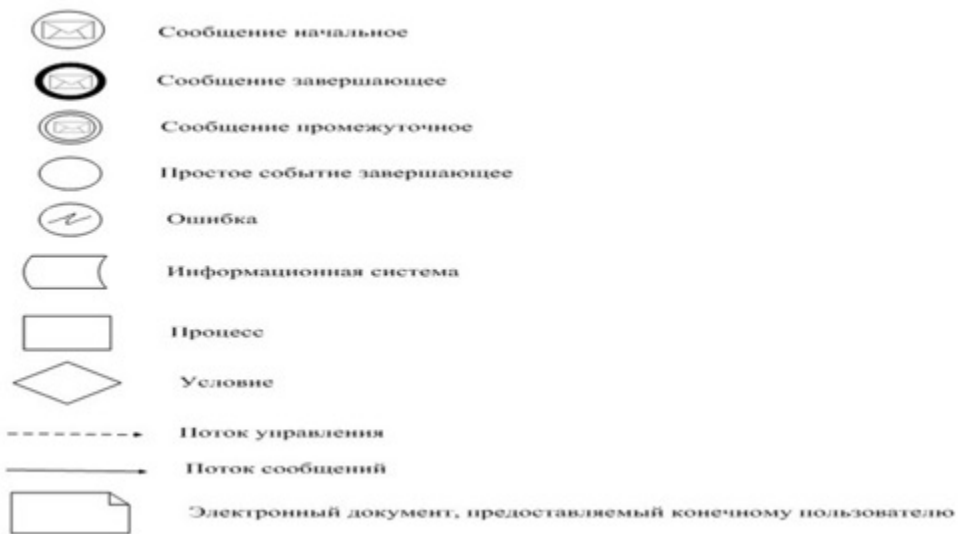 Сообщение начальное
Сообщение завершающее
Сообщение промежуточное
Простое событие завершающее
Ошибка
Информационная система
Процесс
Условие
Поток управления
Поток сообщений
Электронный документ, предоставляемый конечному пользователю